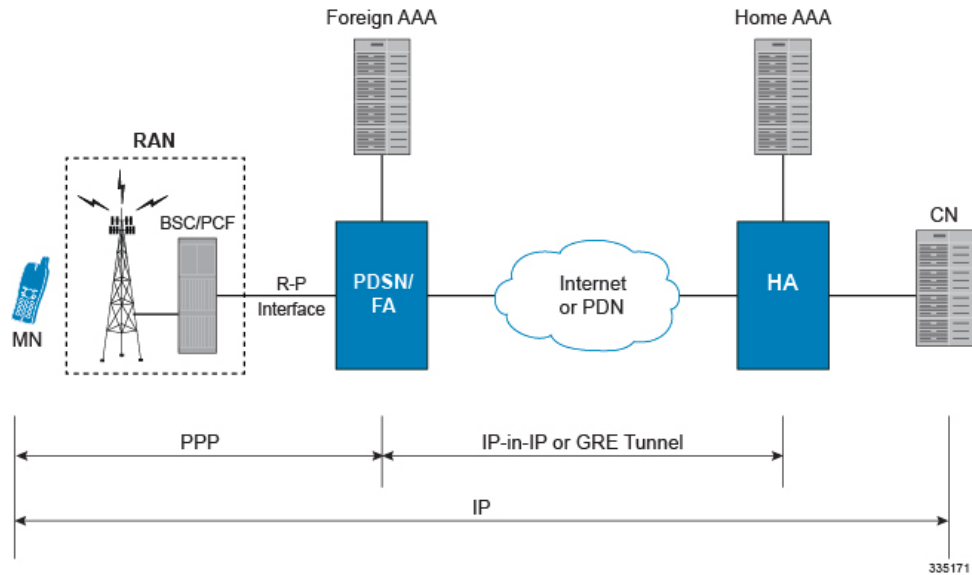 Foreign AAA
Home AAA
RAN
BSC/PCF
CN
R-P
Interface
PDSN/
FA
Internet
or PDN
HA
MN
PPP
IP-in-IP or GRE Tunnel
IP
335171